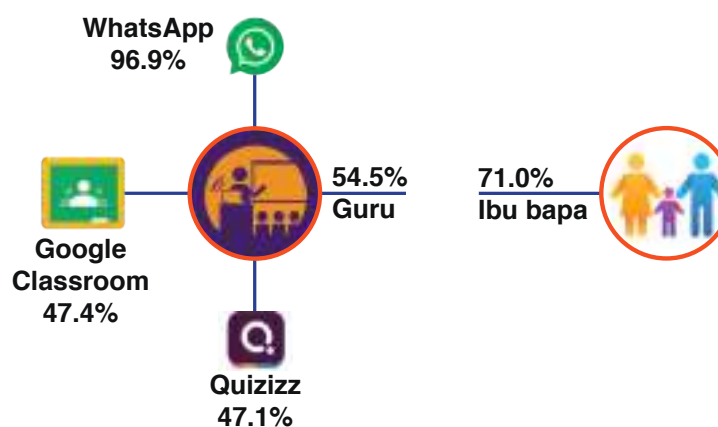 WhatsApp
96.9%
54.5%
Guru
71.0%
Ibu bapa
Google
Classroom
47.4%
Quizizz
47.1%